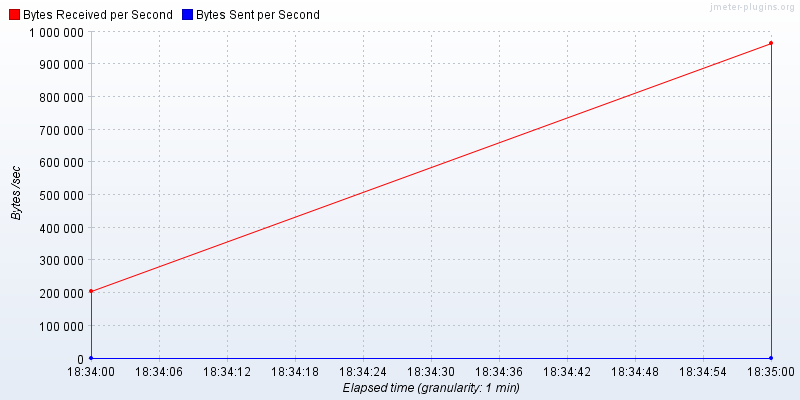 Bytes Received per Second Bytes Sent per Second
jmeter-plugins.org
1 000 000
900 000
800 000
700 000
600 000
500 000
400 000
300 000
200 000
100 000
0
Bytes /sec
18:34:00 18:34:06 18:34:12 18:34:18 18:34:24 18:34:30 18:34:36 18:34:42 18:34:48 18:34:54 18:35:00
Elapsed time (granularity: 1 min)